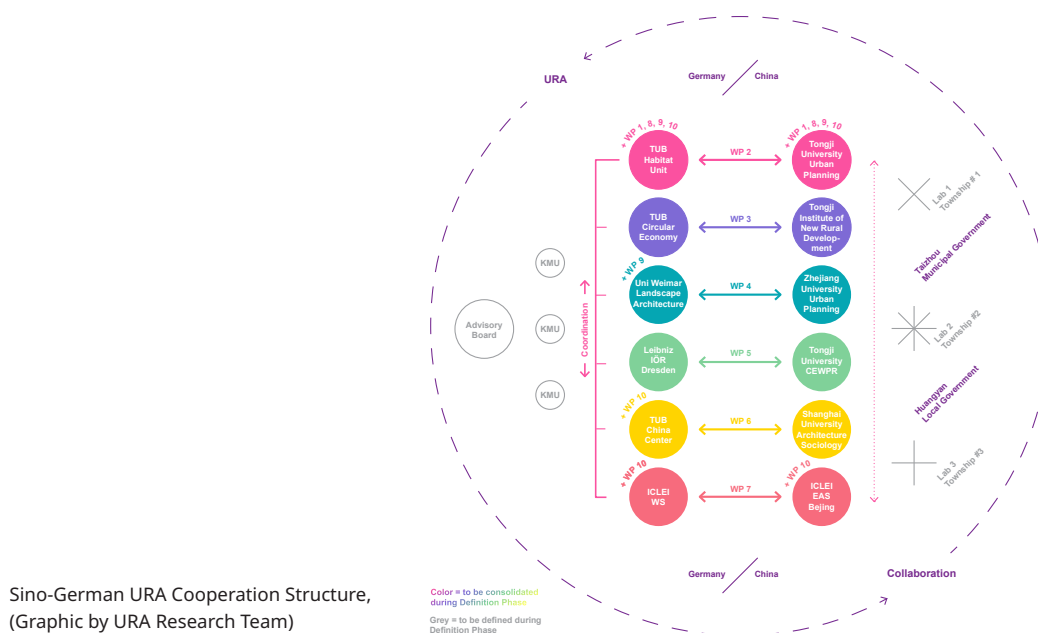 URA
Germany
China
+ WP 1, 8, 9, 10
+ WP 1, 8, 9, 10
TUB
Habitat
Unit
WP 2
Tongji
University
Urban
Planning
TUB
Circular
Economy
WP 3
Tongji
Institute of
New Rural
Develop-
ment
+ WP 9
Uni Weimar
Landscape
Architecture
WP 4
Zhejiang
University
Urban
Planning
Leibniz
IÖR
Dresden
WP 5
Tongji
University
CEWPR
+ WP 10
TUB
China
Center
WP 6
Shanghai
University
Architecture
Sociology
+ WP 10
ICLEI
WS
WP 7
+ WP 10
ICLEI
EAS
Bejing
Advisory
Board
KMU
KMU
KMU
Coordination
Lab 1
Township # 1
Taizhou
Municipal Government
Lab 2
Township #2
Huangyan
Local Government
Lab 3
Township #3
Germany
China
Collaboration
Color = to be consolidated
during Definition Phase
Grey = to be defined during
Definition Phase
Sino-German URA Cooperation Structure,
(Graphic by URA Research Team)